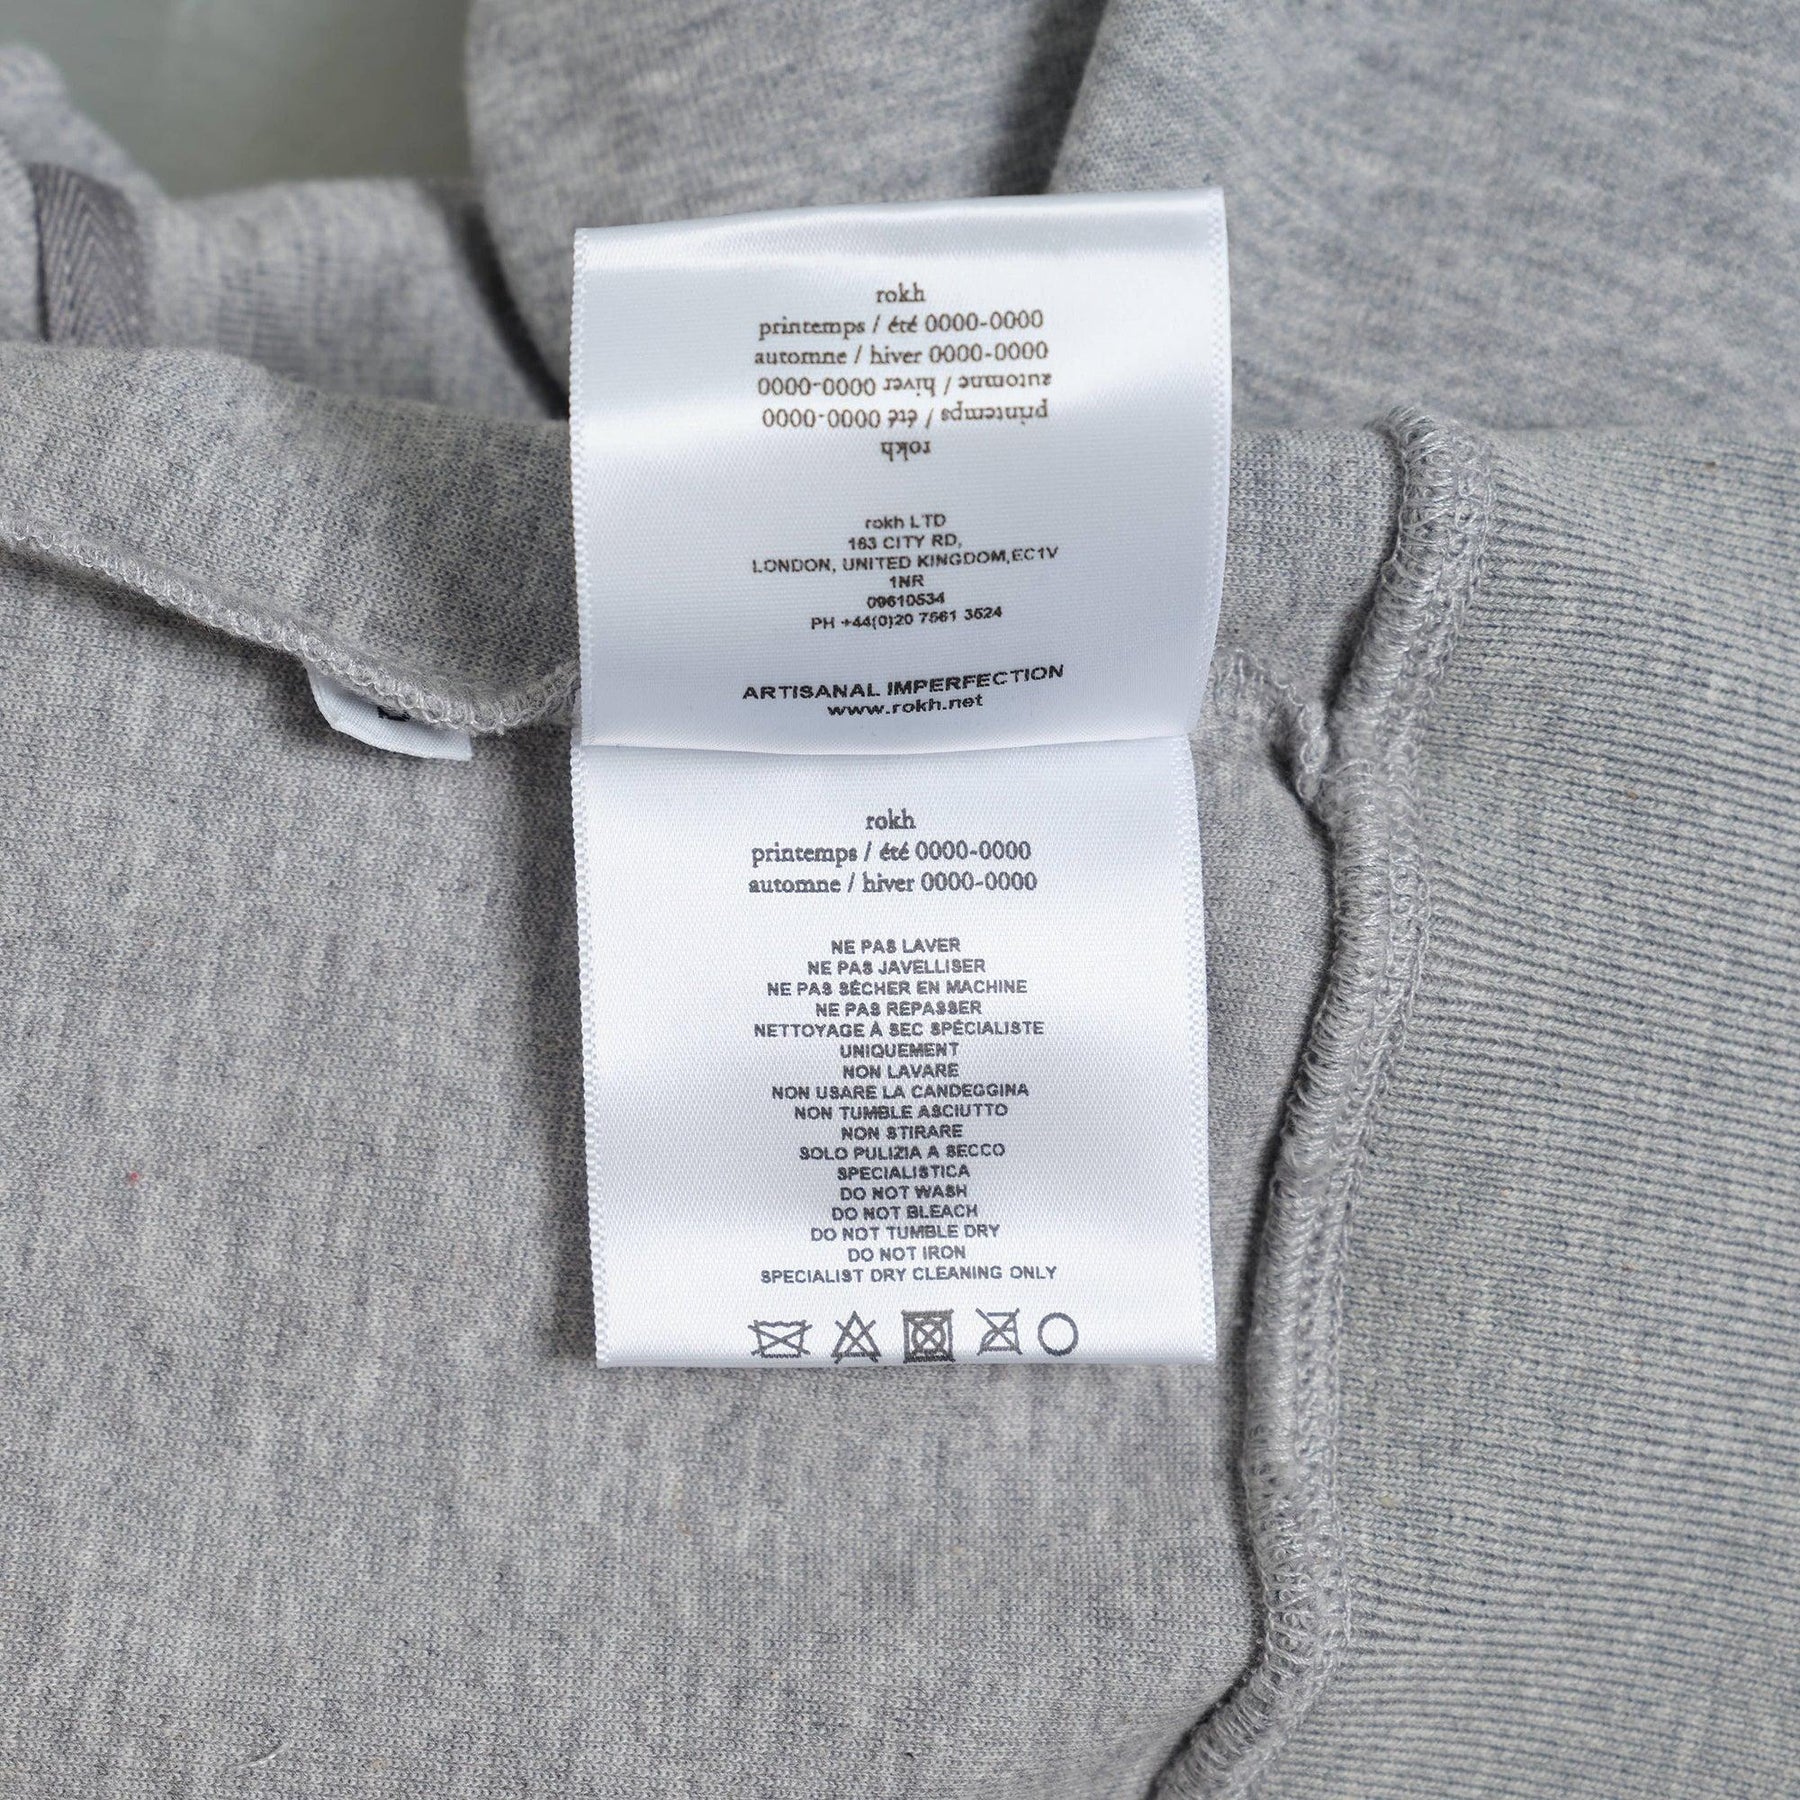 rokh
printemps / été 0000-0000
automne / hiver 0000-0000
automne / hiver 0000-0000
printemps / été 0000-0000
rokh
rokh LTD
163 CITY RD,
LONDON, UNITED KINGDOM,EC1V
1NR
09610534
PH +44(0)20 7561 3524
ARTISANAL IMPERFECTION
www.rokh.net
rokh
printemps / été 0000-0000
automne / hiver 0000-0000
NE PAS LAVER
NE PAS JAVELLISER
NE PAS SÉCHER EN MACHINE
NE PAS REPASSER
NETTOYAGE À SEC SPÉCIALISTE
UNIQUEMENT
NON LAVARE
NON USARE LA CANDEGGINA
NON TUMBLE ASCIUTTO
NON STIRARE
SOLO PULIZIA A SECCO
SPECIALISTICA
DO NOT WASH
DO NOT BLEACH
DO NOT TUMBLE DRY
DO NOT IRON
SPECIALIST DRY CLEANING ONLY